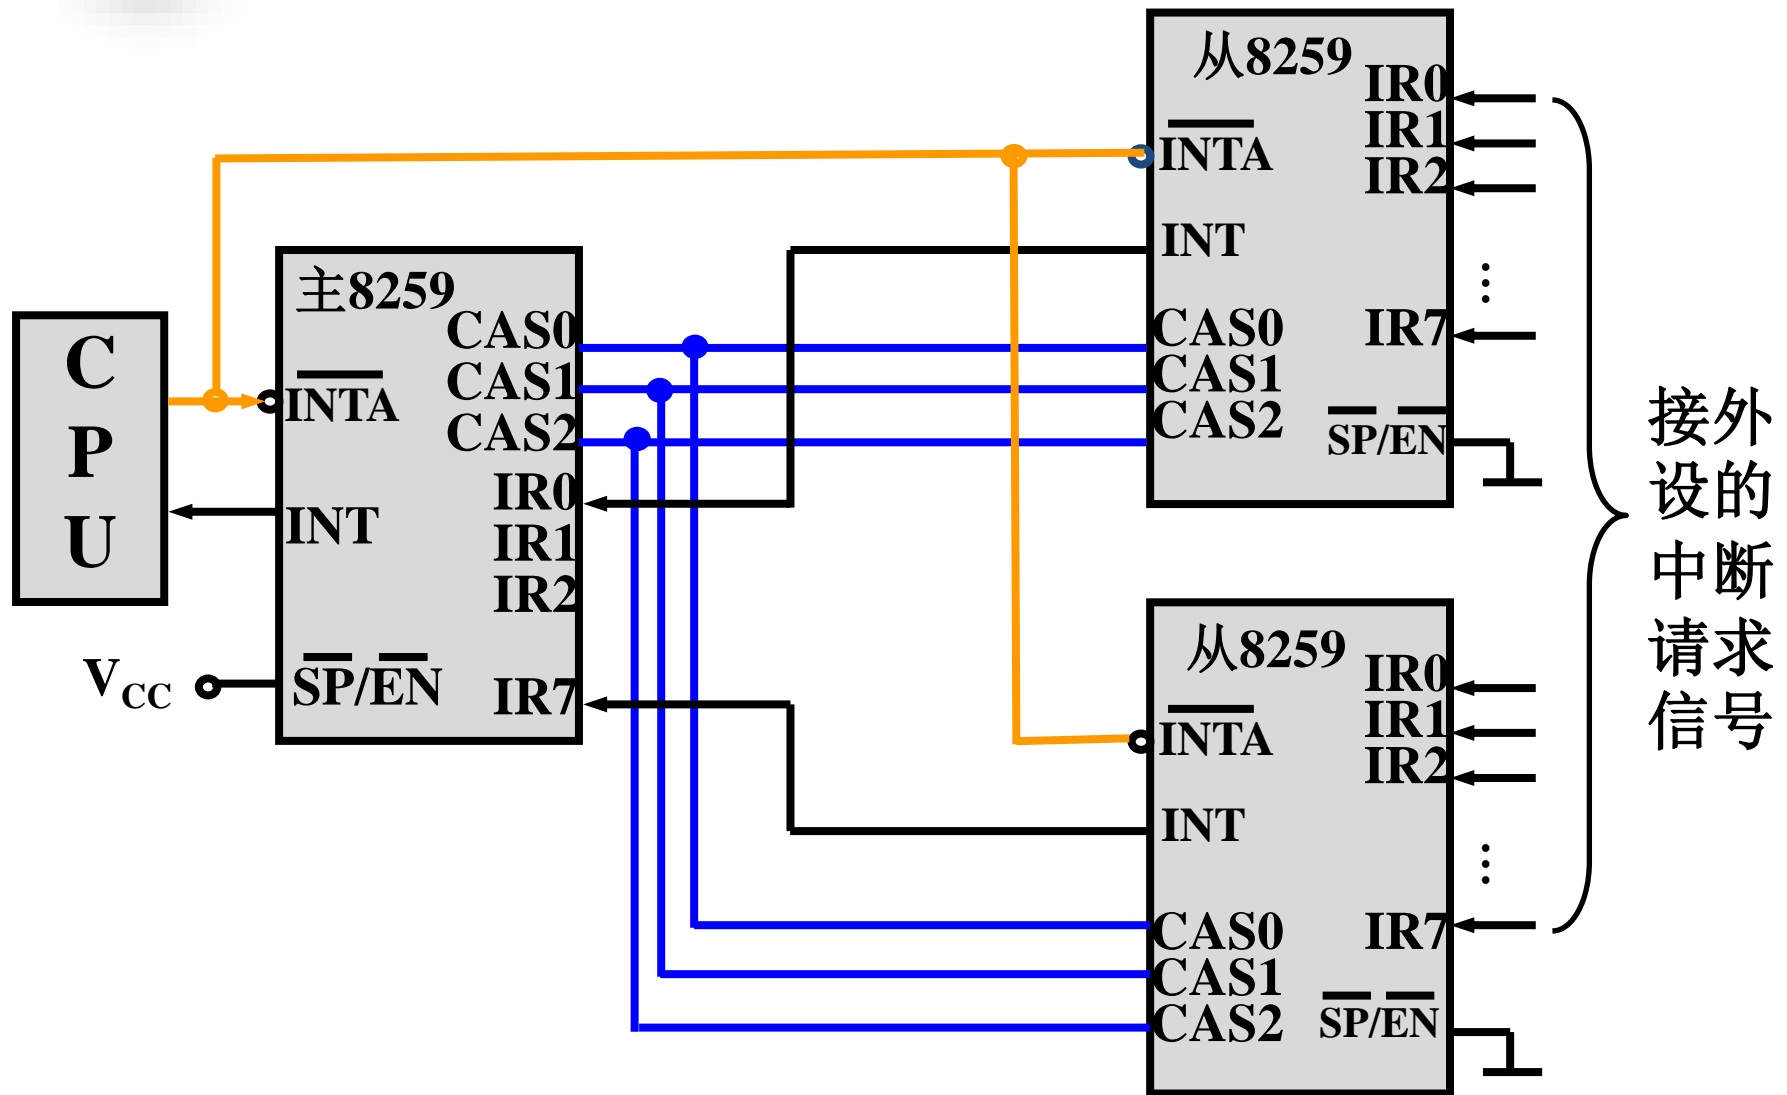 C
P
U
主8259
CAS0
CAS1
INTA
CAS2
IR0
INT
IR1
IR2
VCC
SP/EN
IR7
从8259
IR0
IR1
INTA
IR2
INT
⋮
CAS0
IR7
CAS1
CAS2
SP/EN
从8259
IR0
IR1
INTA
IR2
INT
⋮
CAS0
IR7
CAS1
CAS2
SP/EN
接外
设的
中断
请求
信号